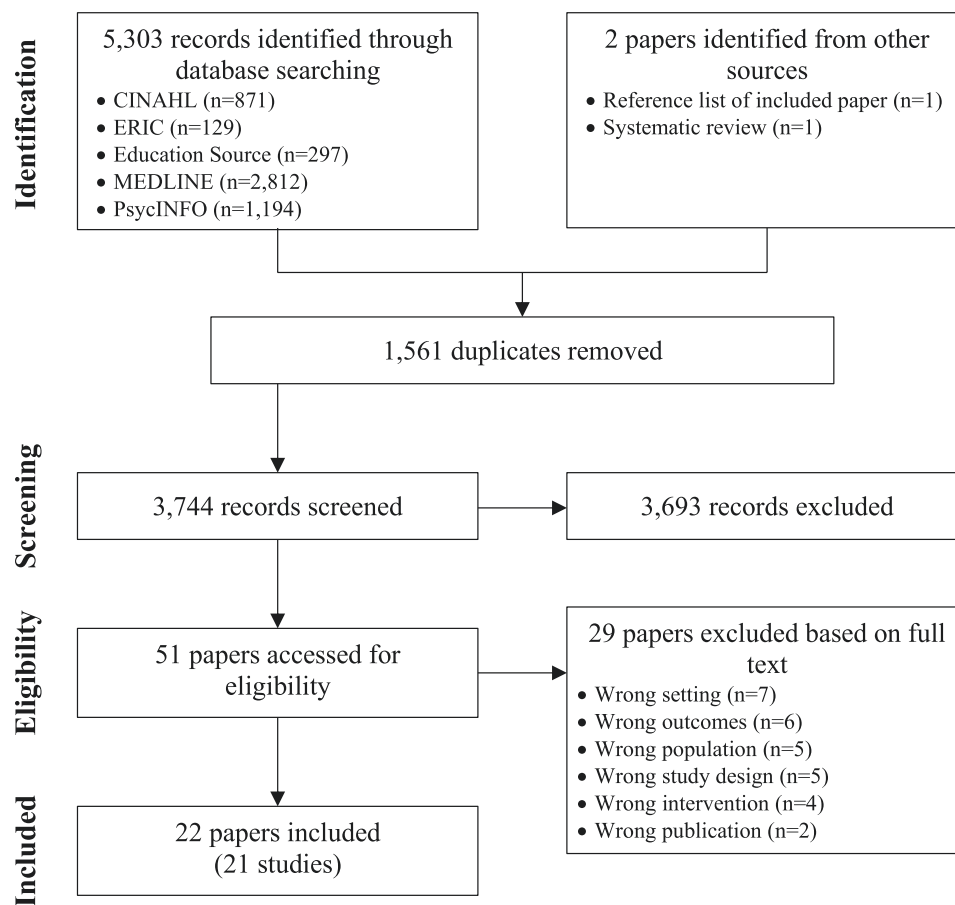 Identification
5,303 records identified through
database searching
• CINAHL (n=871)
• ERIC (n=129)
• Education Source (n=297)
• MEDLINE (n=2,812)
• PsycINFO (n=1,194)
2 papers identified from other
sources
• Reference list of included paper (n=1)
• Systematic review (n=1)
1,561 duplicates removed
Screening
3,744 records screened
3,693 records excluded
Eligibility
51 papers accessed for
eligibility
29 papers excluded based on full
text
• Wrong setting (n=7)
• Wrong outcomes (n=6)
• Wrong population (n=5)
• Wrong study design (n=5)
• Wrong intervention (n=4)
• Wrong publication (n=2)
Included
22 papers included
(21 studies)